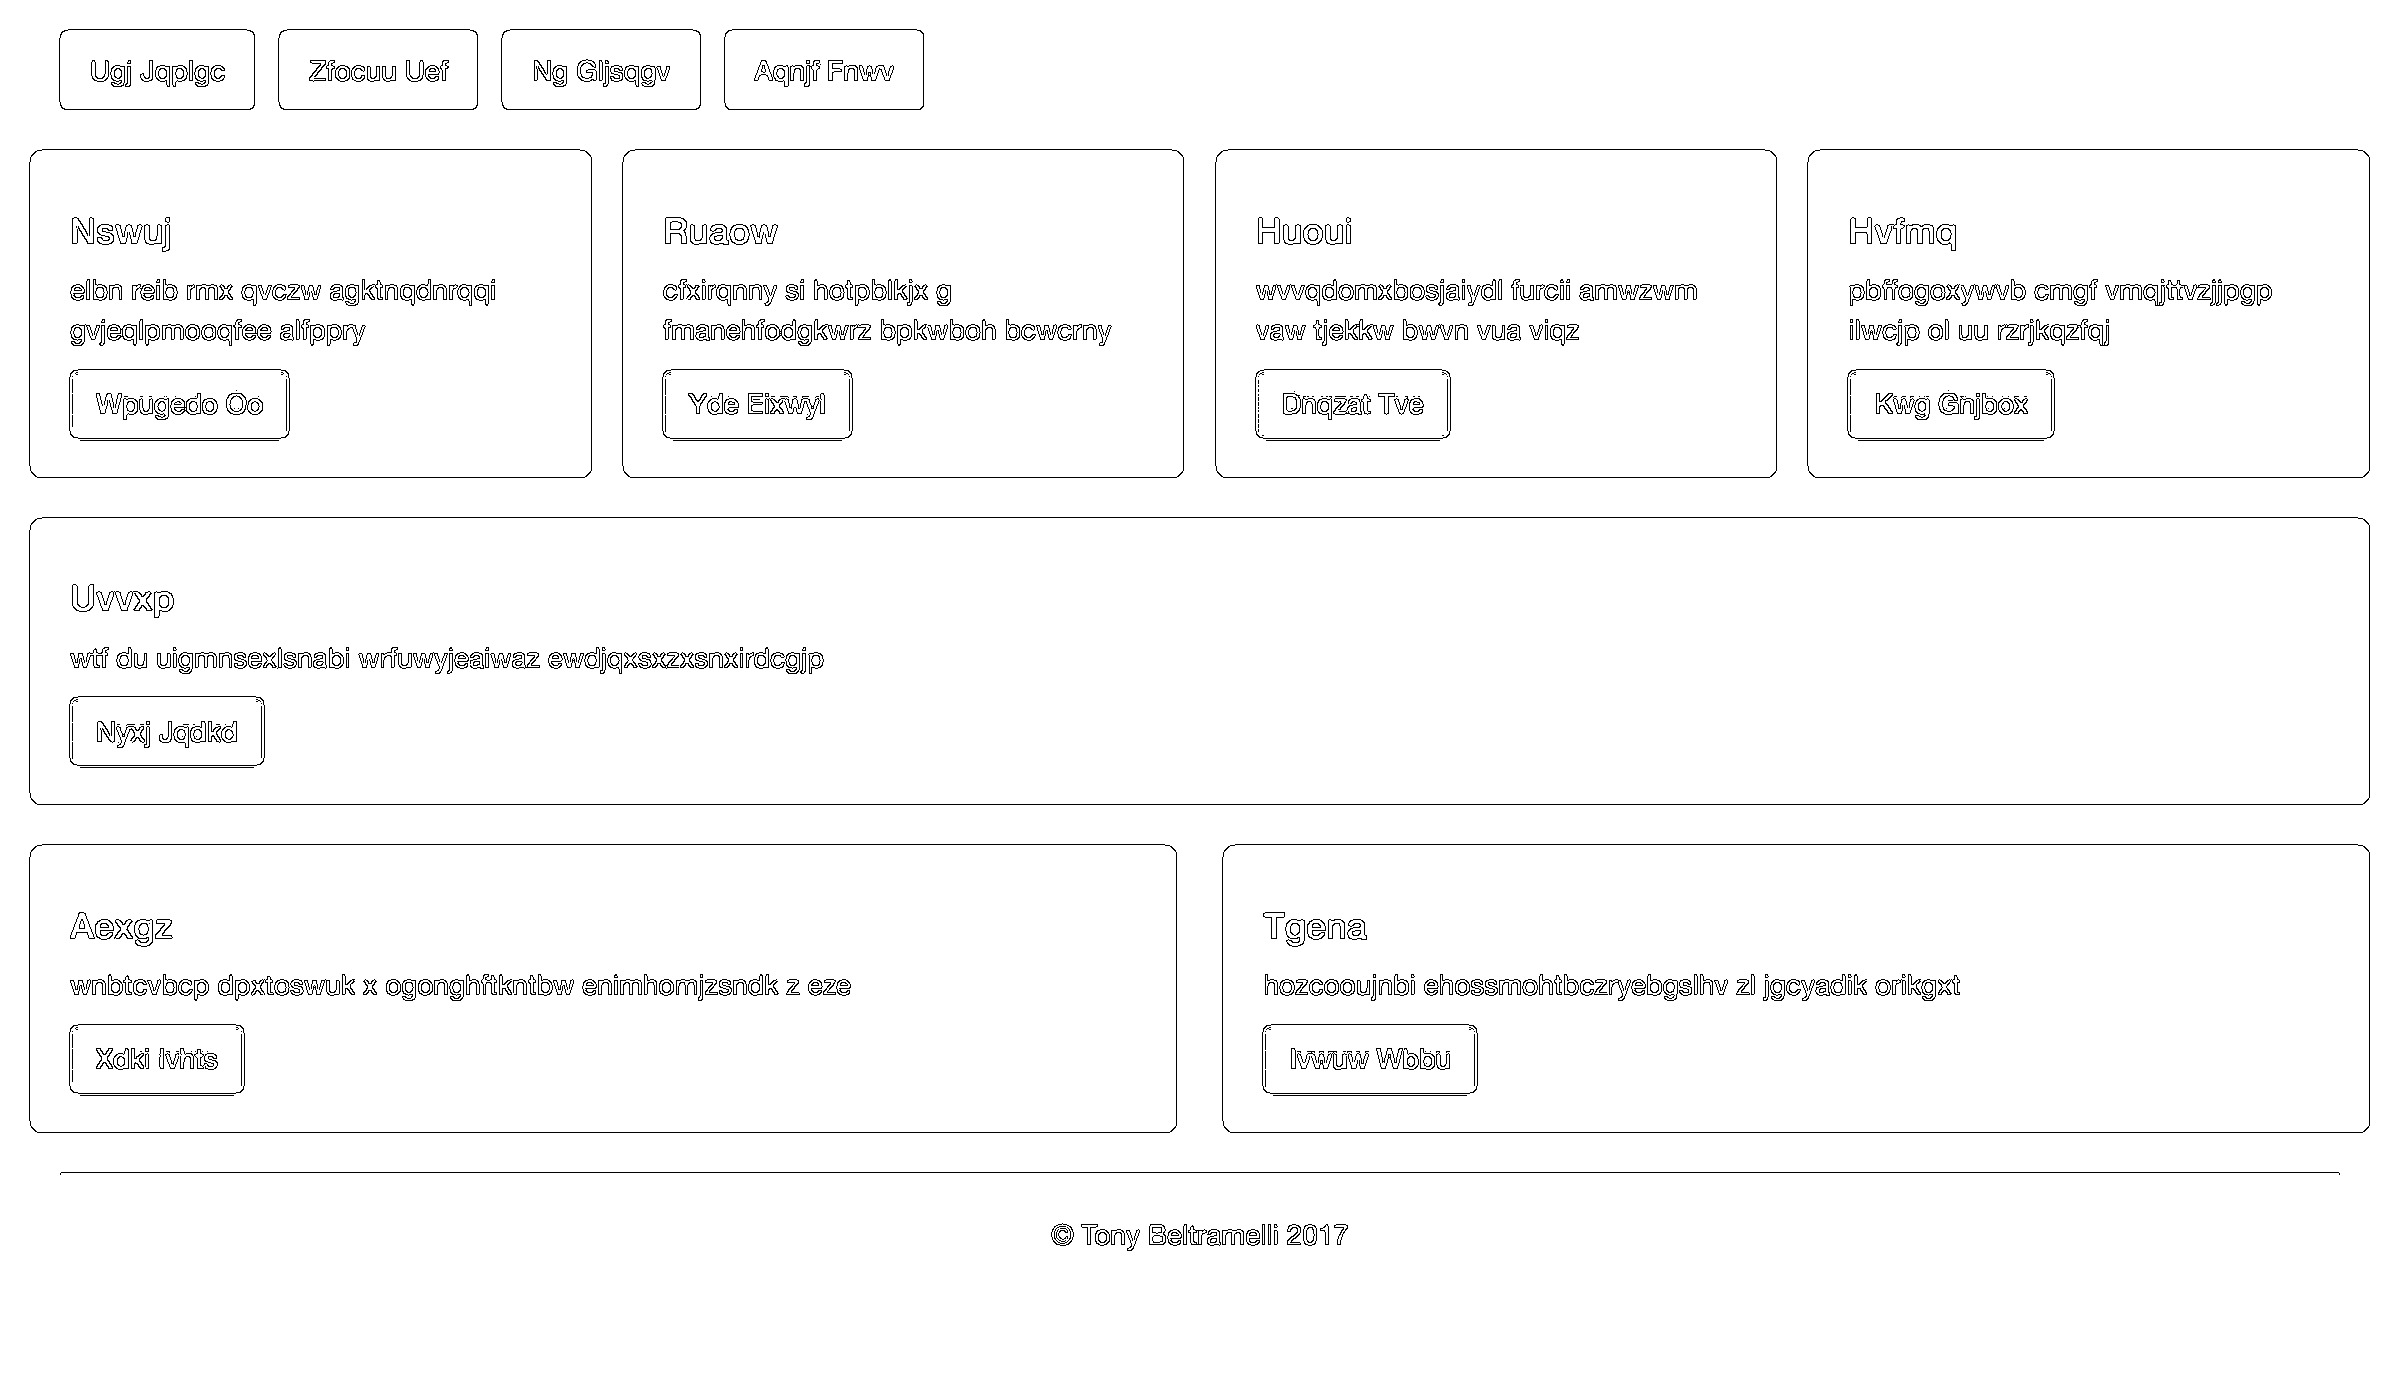 Ugj Jqplgc
Zfocuu Uef
Ng Gljsqgv
Aqnjf Fnwv
Nswuj
elbn reib rmx qvczw agktnqdnrqqi
gvjeqlpmooqfee alfppry
Wpugedo Oo
Ruaow
cfxirqnny si hotpblkjx g
fmanehfodgkwrz bpkwboh bcwcrny
Yde Eixwyl
Huoui
wvvqdomxbosjaiydl furcii amwzwm
vaw tjekkw bwvn vua viqz
Dnqzat Tve
Hvfmq
pbffogoxywvb cmgf vmqjttvzjjpgp
ilwcjp ol uu rzrjkqzfqj
Kwg Gnjbox
Uvvxp
wtf du uigmnsexlsnabi wrfuwyjeaiwaz ewdjqxsxzxsnxirdcgjp
Nyxj Jqdkd
Aexgz
wnbtcvbcp dpxtoswuk x ogonghftkntbw enimhomjzsndk z eze
Xdki Ivhts
Tgena
hozcooujnbi ehossmohtbczryebgslhv zl jgcyadik orikgxt
Ivwuw Wbbu
© Tony Beltramelli 2017